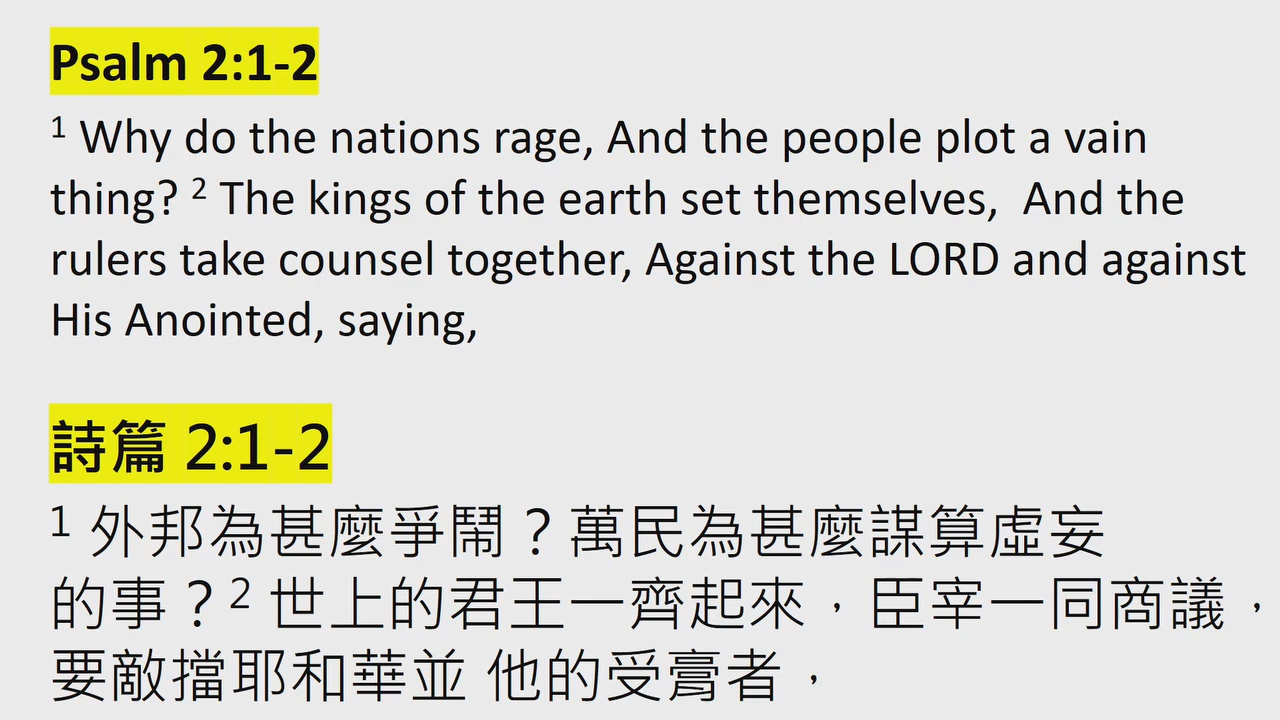 Psalm 2:1-2
¹ Why do the nations rage, And the people plot a vain
thing? ² The kings of the earth set themselves,  And the
rulers take counsel together, Against the LORD and against
His Anointed, saying,
詩篇 2:1-2
¹ 外邦為甚麼爭鬧？萬民為甚麼謀算虛妄
的事？² 世上的君王一齊起來，臣宰一同商議，
要敵擋耶和華並 他的受膏者，